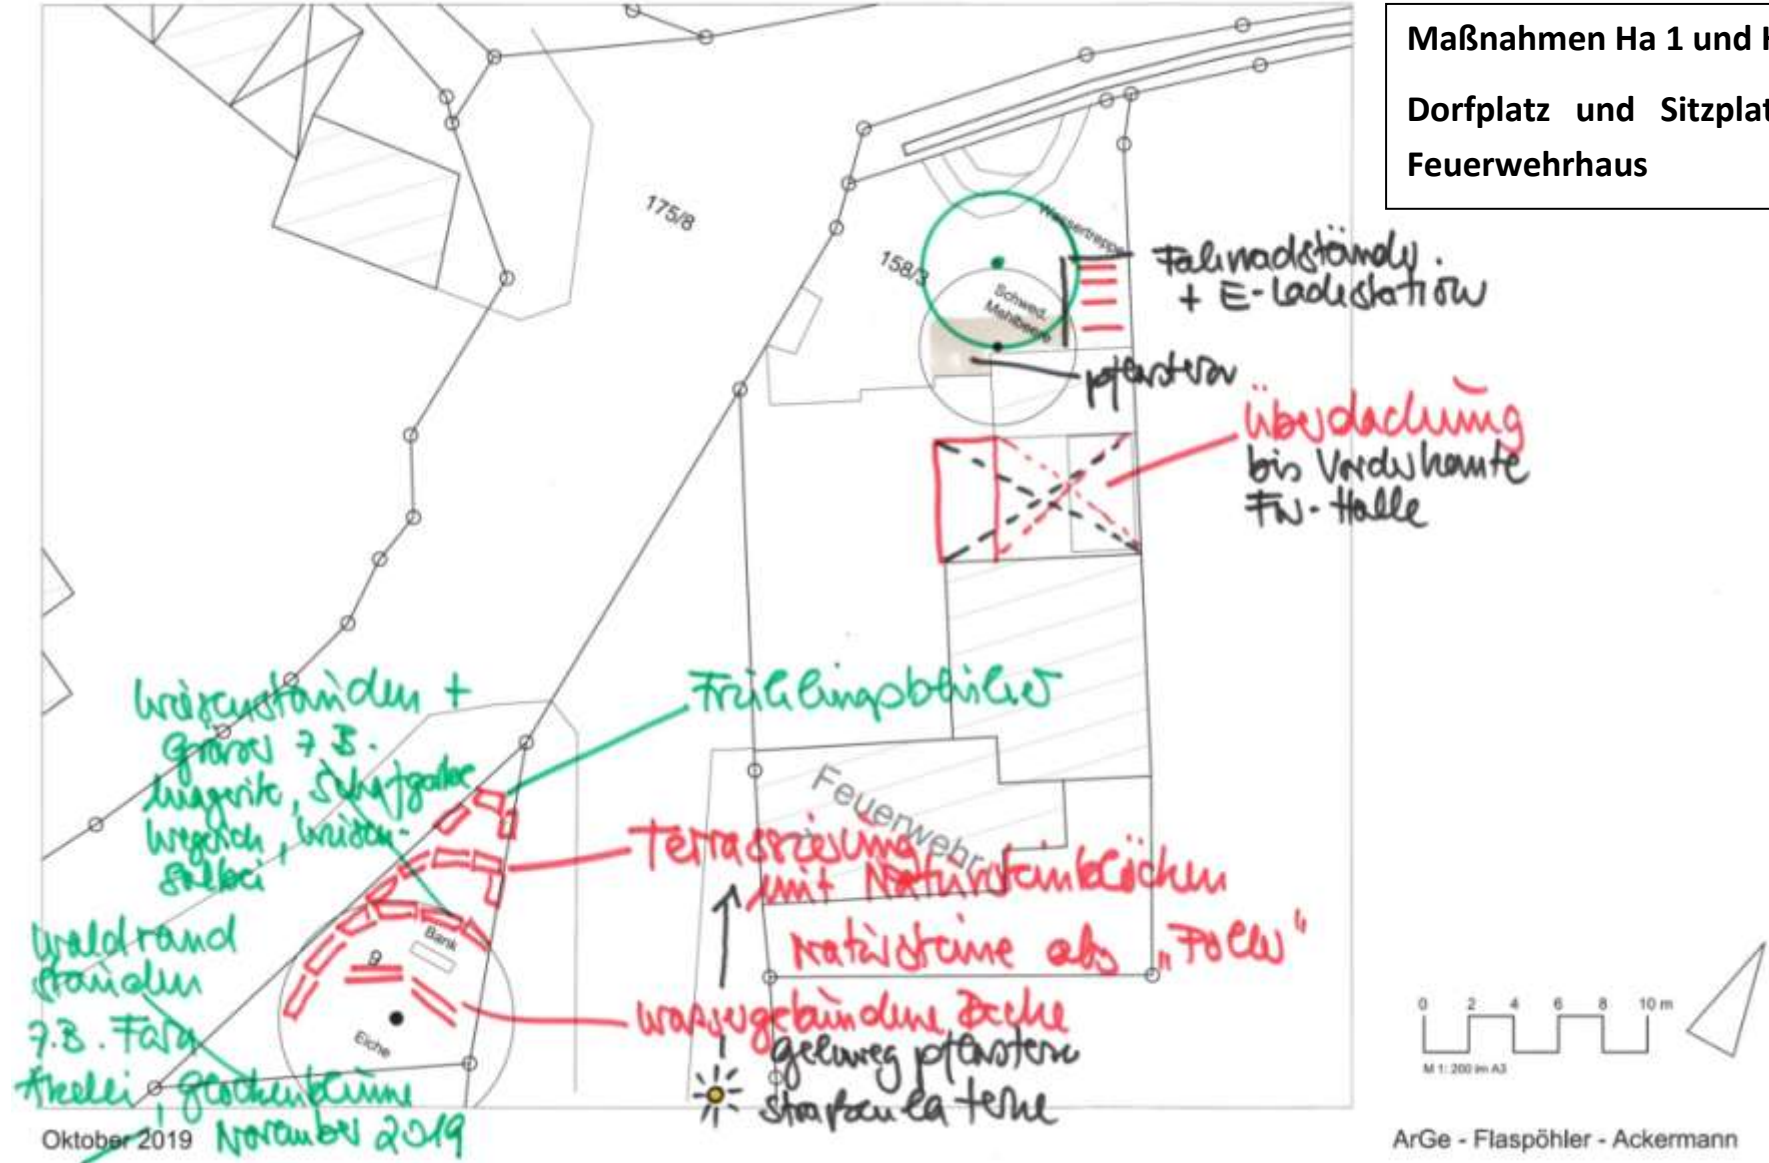 Maßnahmen Ha 1 und
Dorfplatz und Sitzplat
Feuerwehrhaus
175/8
158/3
Wassertreppe
Schwed.
Mehlbeere
Fahrradständer
+ E-Ladestation
pflastern
Überdachung
bis Vorderkante
FW-Halle
Wiesenstauden +
Gräser z.B.
Margerite, Schafgarbe
Wegerich, Wiesen-
salbei
Frühlingsblüher
Feuerwehr
Terrassierung
mit Natursteinblöcken
Natursteine als „Poller"
Waldrand
stauden
z.B. Farn
Akelei, Glockenblume
Bank
9
Eiche
wassergebundene Decke
Gehweg pflastern
Straßenlaterne
0 2 4 6 8 10 m
M 1: 200 im A3
Oktober 2019
November 2019
ArGe - Flaspöhler - Ackermann